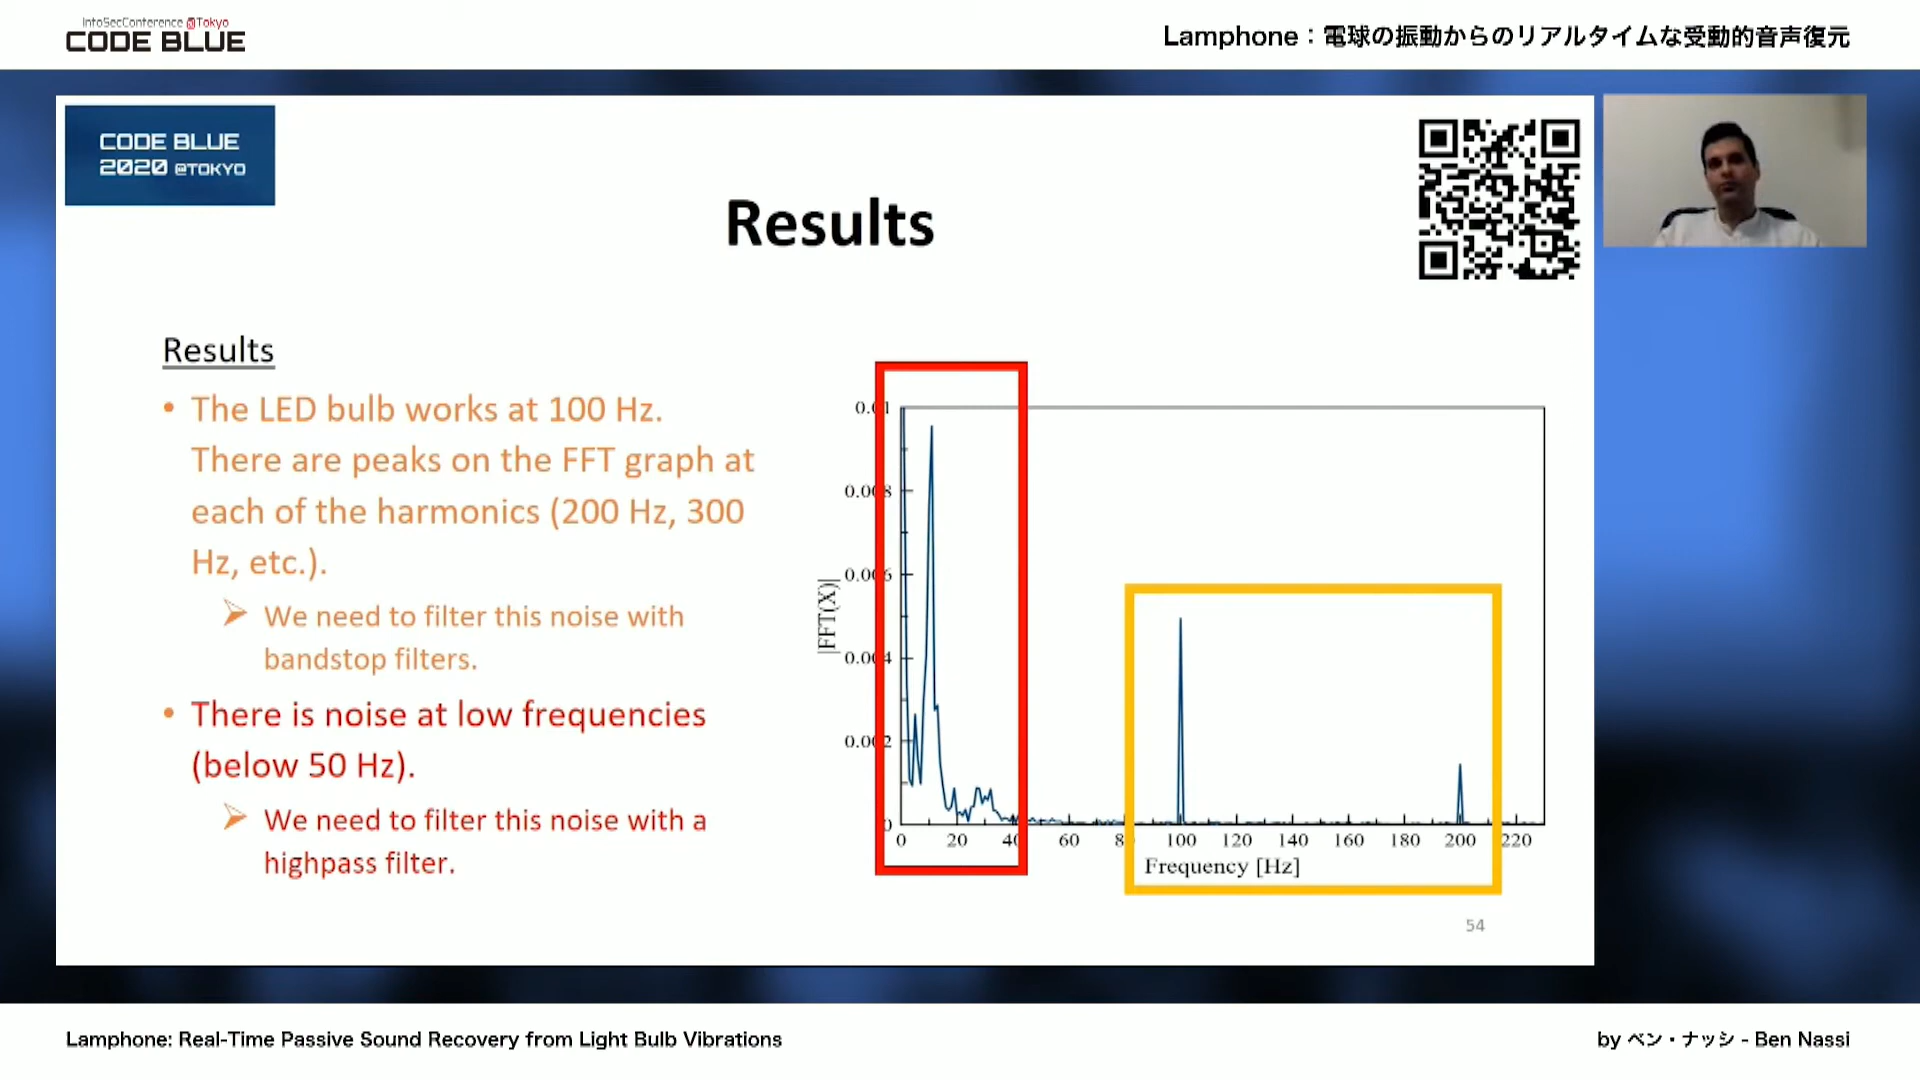 InfoSecConference @Tokyo
CODE BLUE
Lamphone：電球の振動からのリアルタイムな受動的音声復元
CODE BLUE
2020 @TOKYO
Results
Results
• The LED bulb works at 100 Hz.
There are peaks on the FFT graph at
each of the harmonics (200 Hz, 300
Hz, etc.).
➢ We need to filter this noise with
bandstop filters.
• There is noise at low frequencies
(below 50 Hz).
➢ We need to filter this noise with a
highpass filter.
0.01
0.008
0.006
0.004
0.002
0
|FFT(X)|
0 20 40 60 80 100 120 140 160 180 200 220
Frequency [Hz]
54
Lamphone: Real-Time Passive Sound Recovery from Light Bulb Vibrations
by ベン・ナッシ - Ben Nassi